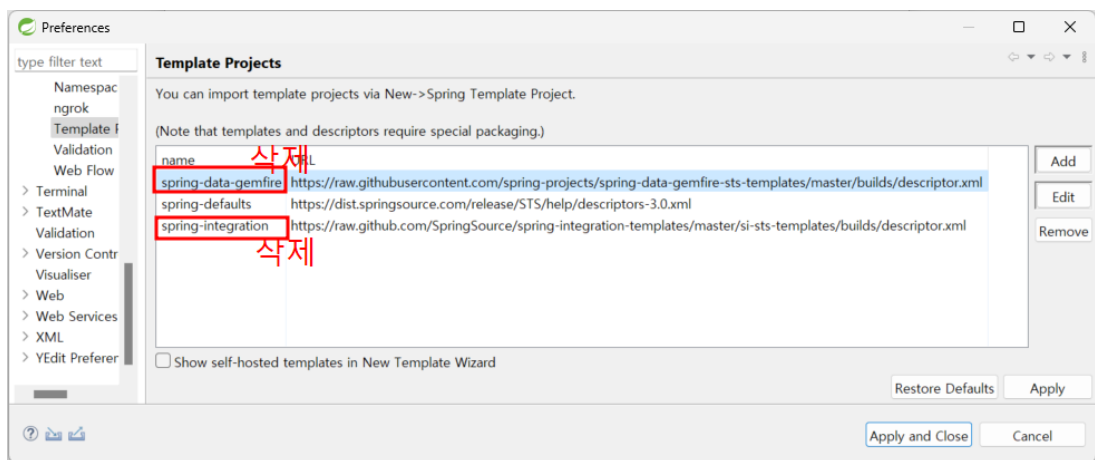 Preferences
type filter text
Namespac
ngrok
Template F
Validation
Web Flow
Terminal
TextMate
Validation
Version Contr
Visualiser
Web
Web Services
XML
YEdit Preferer
Template Projects
You can import template projects via New->Spring Template Project.
(Note that templates and descriptors require special packaging.)
name 삭제 URL
spring-data-gemfire https://raw.githubusercontent.com/spring-projects/spring-data-gemfire-sts-templates/master/builds/descriptor.xml
spring-defaults https://dist.springsource.com/release/STS/help/descriptors-3.0.xml
spring-integration https://raw.github.com/SpringSource/spring-integration-templates/master/si-sts-templates/builds/descriptor.xml
삭제
Add
Edit
Remove
Show self-hosted templates in New Template Wizard
Restore Defaults Apply
Apply and Close Cancel